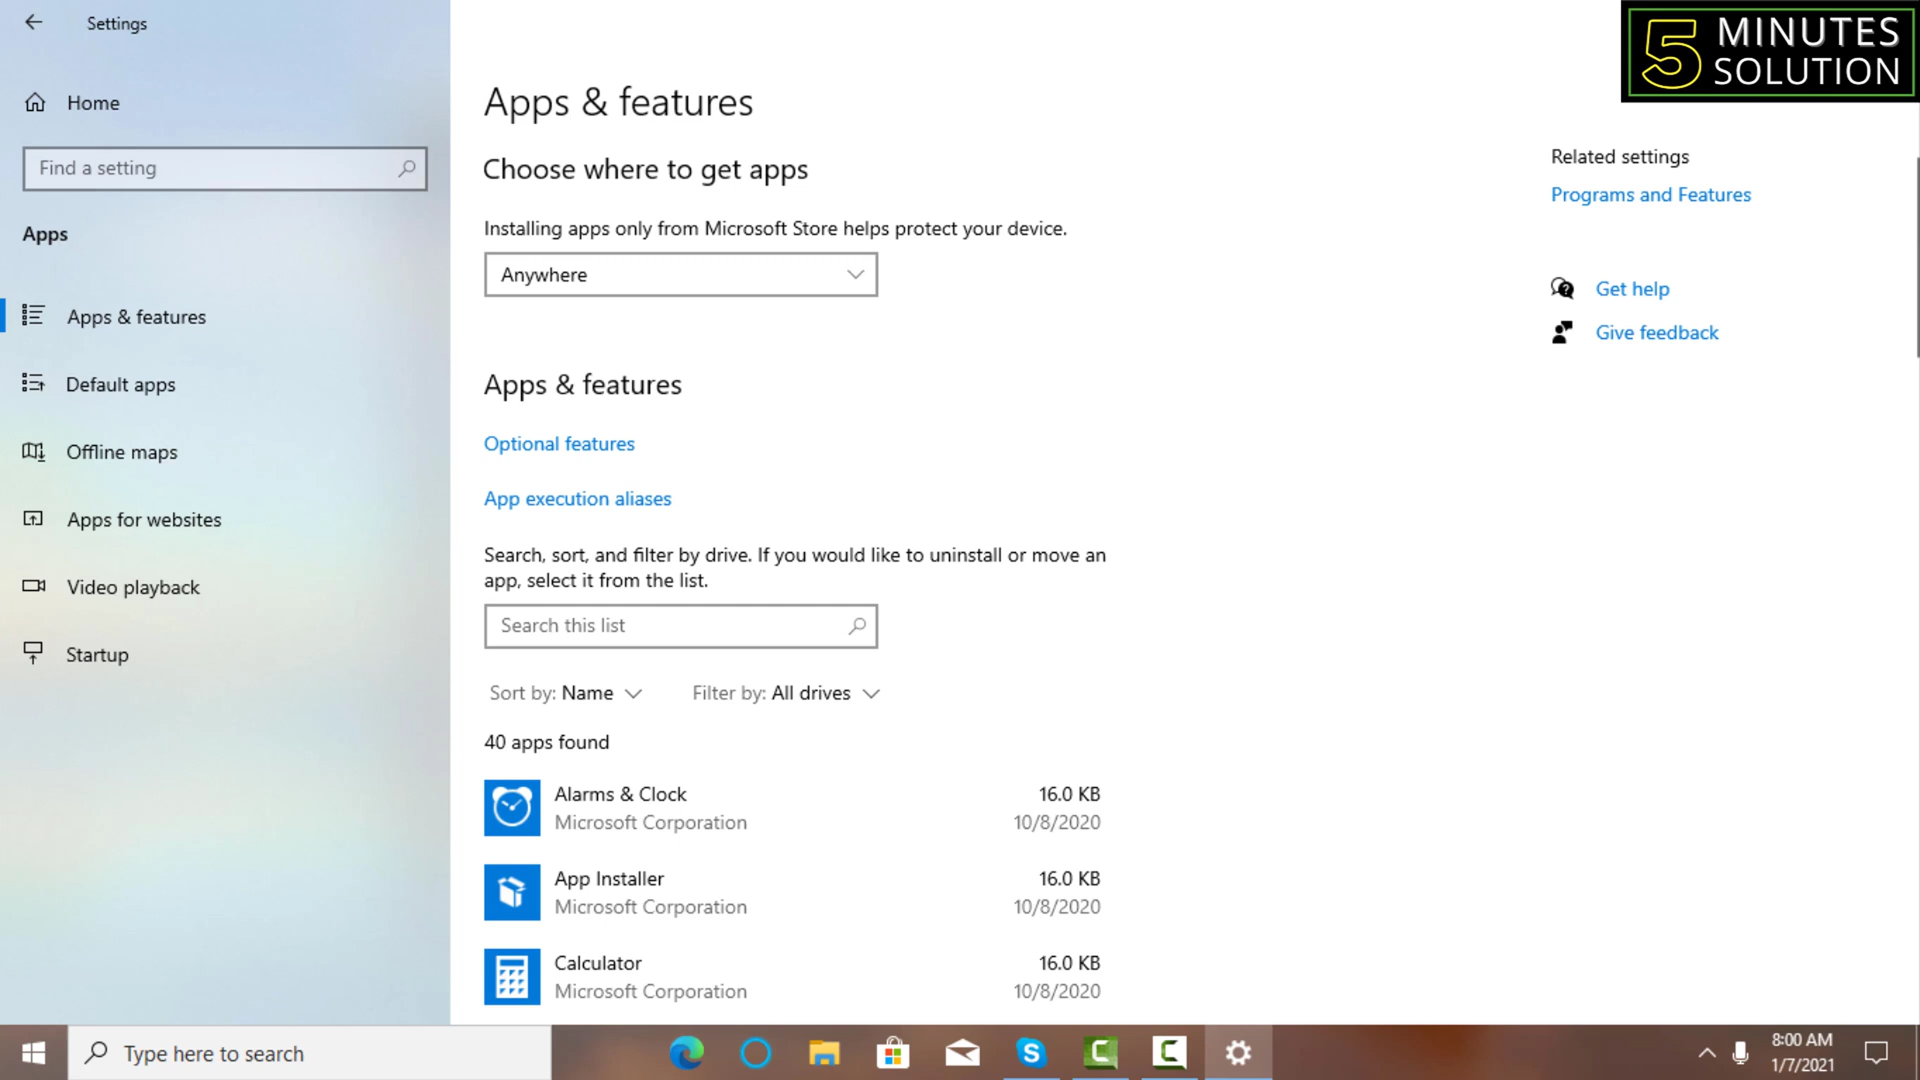 Settings
5 MINUTES
SOLUTION
Home
Find a setting
Apps
Apps & features
Default apps
Offline maps
Apps for websites
Video playback
Startup
Apps & features
Choose where to get apps
Installing apps only from Microsoft Store helps protect your device.
Anywhere
Apps & features
Optional features
App execution aliases
Search, sort, and filter by drive. If you would like to uninstall or move an
app, select it from the list.
Search this list
Sort by: Name Filter by: All drives
40 apps found
Alarms & Clock 16.0 KB
Microsoft Corporation 10/8/2020
App Installer 16.0 KB
Microsoft Corporation 10/8/2020
Calculator 16.0 KB
Microsoft Corporation 10/8/2020
Related settings
Programs and Features
Get help
Give feedback
Type here to search
8:00 AM
1/7/2021